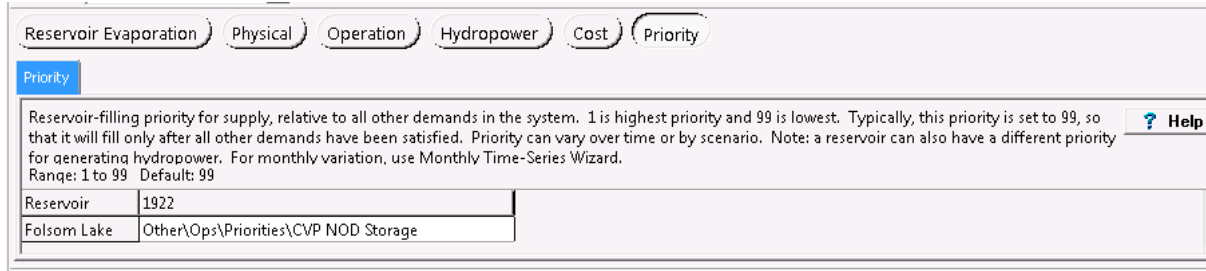 Reservoir Evaporation Physical Operation Hydropower Cost Priority
Priority
Reservoir-filling priority for supply, relative to all other demands in the system. 1 is highest priority and 99 is lowest. Typically, this priority is set to 99, so
that it will fill only after all other demands have been satisfied. Priority can vary over time or by scenario. Note: a reservoir can also have a different priority
for generating hydropower. For monthly variation, use Monthly Time-Series Wizard.
Range: 1 to 99 Default: 99
? Help
Reservoir 1922
Folsom Lake Other\Ops\Priorities\CVP NOD Storage